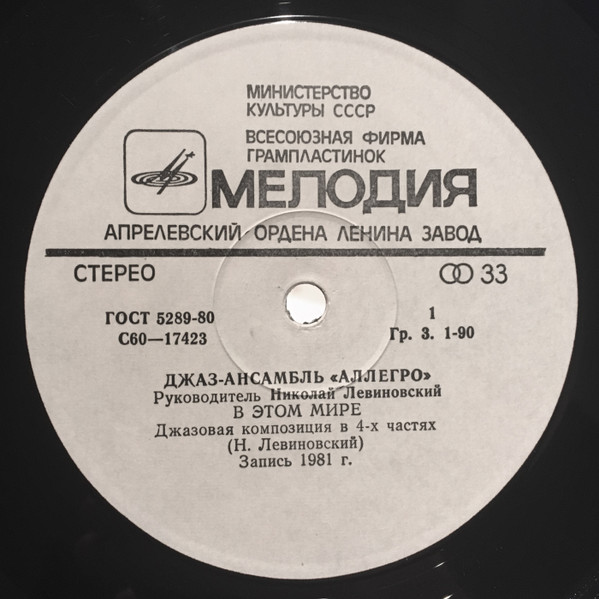 МИНИСТЕРСТВО
КУЛЬТУРЫ СССР
ВСЕСОЮЗНАЯ ФИРМА
ГРАМПЛАСТИНОК
МЕЛОДИЯ
АПРЕЛЕВСКИЙ ОРДЕНА ЛЕНИНА ЗАВОД
СТЕРЕО 33
ГОСТ 5289-80 1
С60—17423 Гр. 3. 1-90
ДЖАЗ-АНСАМБЛЬ «АЛЛЕГРО»
Руководитель Николай Левиновский
В ЭТОМ МИРЕ
Джазовая композиция в 4-х частях
(Н. Левиновский)
Запись 1981 г.